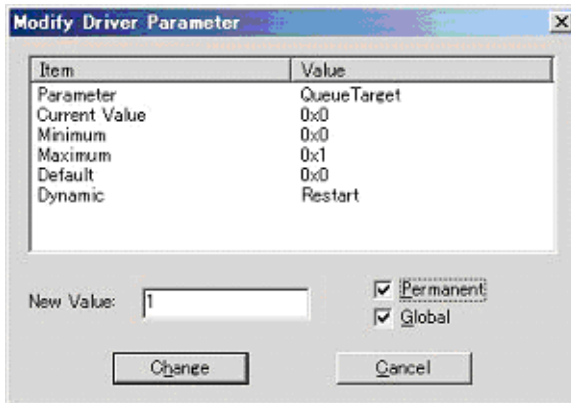 Modify Driver Parameter
Item Value
Parameter QueueTarget
Current Value 0x0
Minimum 0x0
Maximum 0x1
Default 0x0
Dynamic Restart
New Value: 1
Permanent
Global
Change Cancel